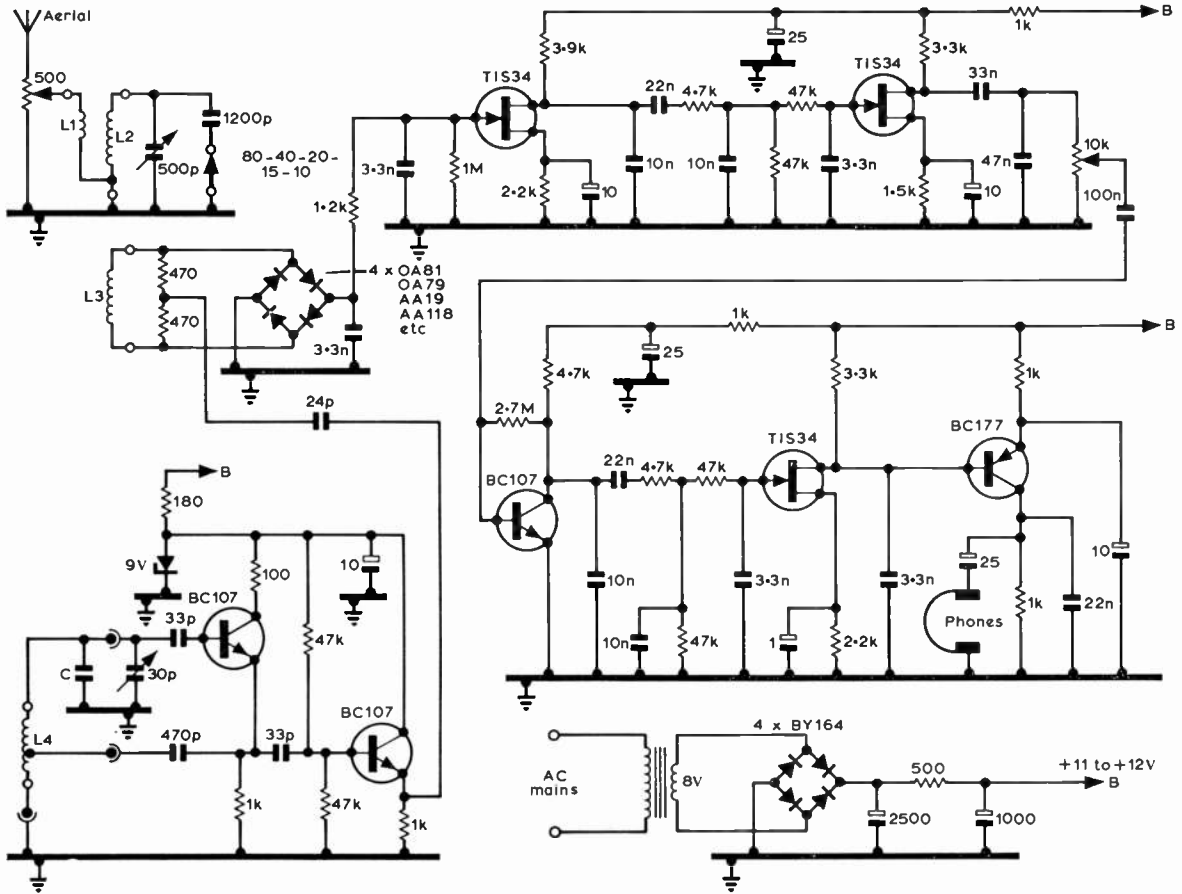 Aerial
500
L1
L2
500p
1200p
80-40-20-
15-10
3·3n
1M
TIS34
3·9k
2·2k
10
10n
22n
4·7k
10n
47k
47k
25
3·3n
TIS34
1·5k
10
3·3k
1k
B
33n
47n
10k
100n
1·2k
L3
470
470
4 x OA81
OA79
AA19
AA118
etc
3·3n
24p
B
180
9V
33p
BC107
100
47k
10
C
30p
L4
470p
33p
BC107
1k
47k
1k
25
1k
B
4·7k
2·7M
BC107
22n
4·7k
47k
TIS34
3·3k
1k
BC177
10n
10n
47k
3·3n
1
2·2k
3·3n
25
Phones
1k
22n
10
AC
mains
8V
4 x BY164
2500
500
1000
+11 to +12V
B